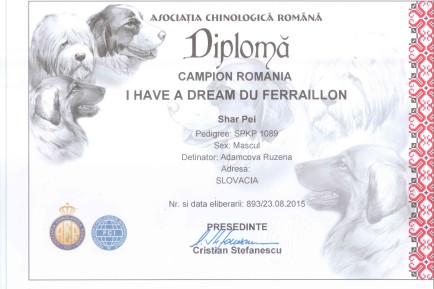 ASOCIAȚIA CHINOLOGICĂ ROMÂNĂ
Diplomă
CAMPION ROMANIA
I HAVE A DREAM DU FERRAILLON
Shar Pei
Pedigree: SPKP 1089
Sex: Mascul
Detinator: Adamcova Ruzena
Adresa:
SLOVACIA
Nr. si data eliberarii: 893/23.08.2015
PRESEDINTE
Cristian Stefanescu
FCI